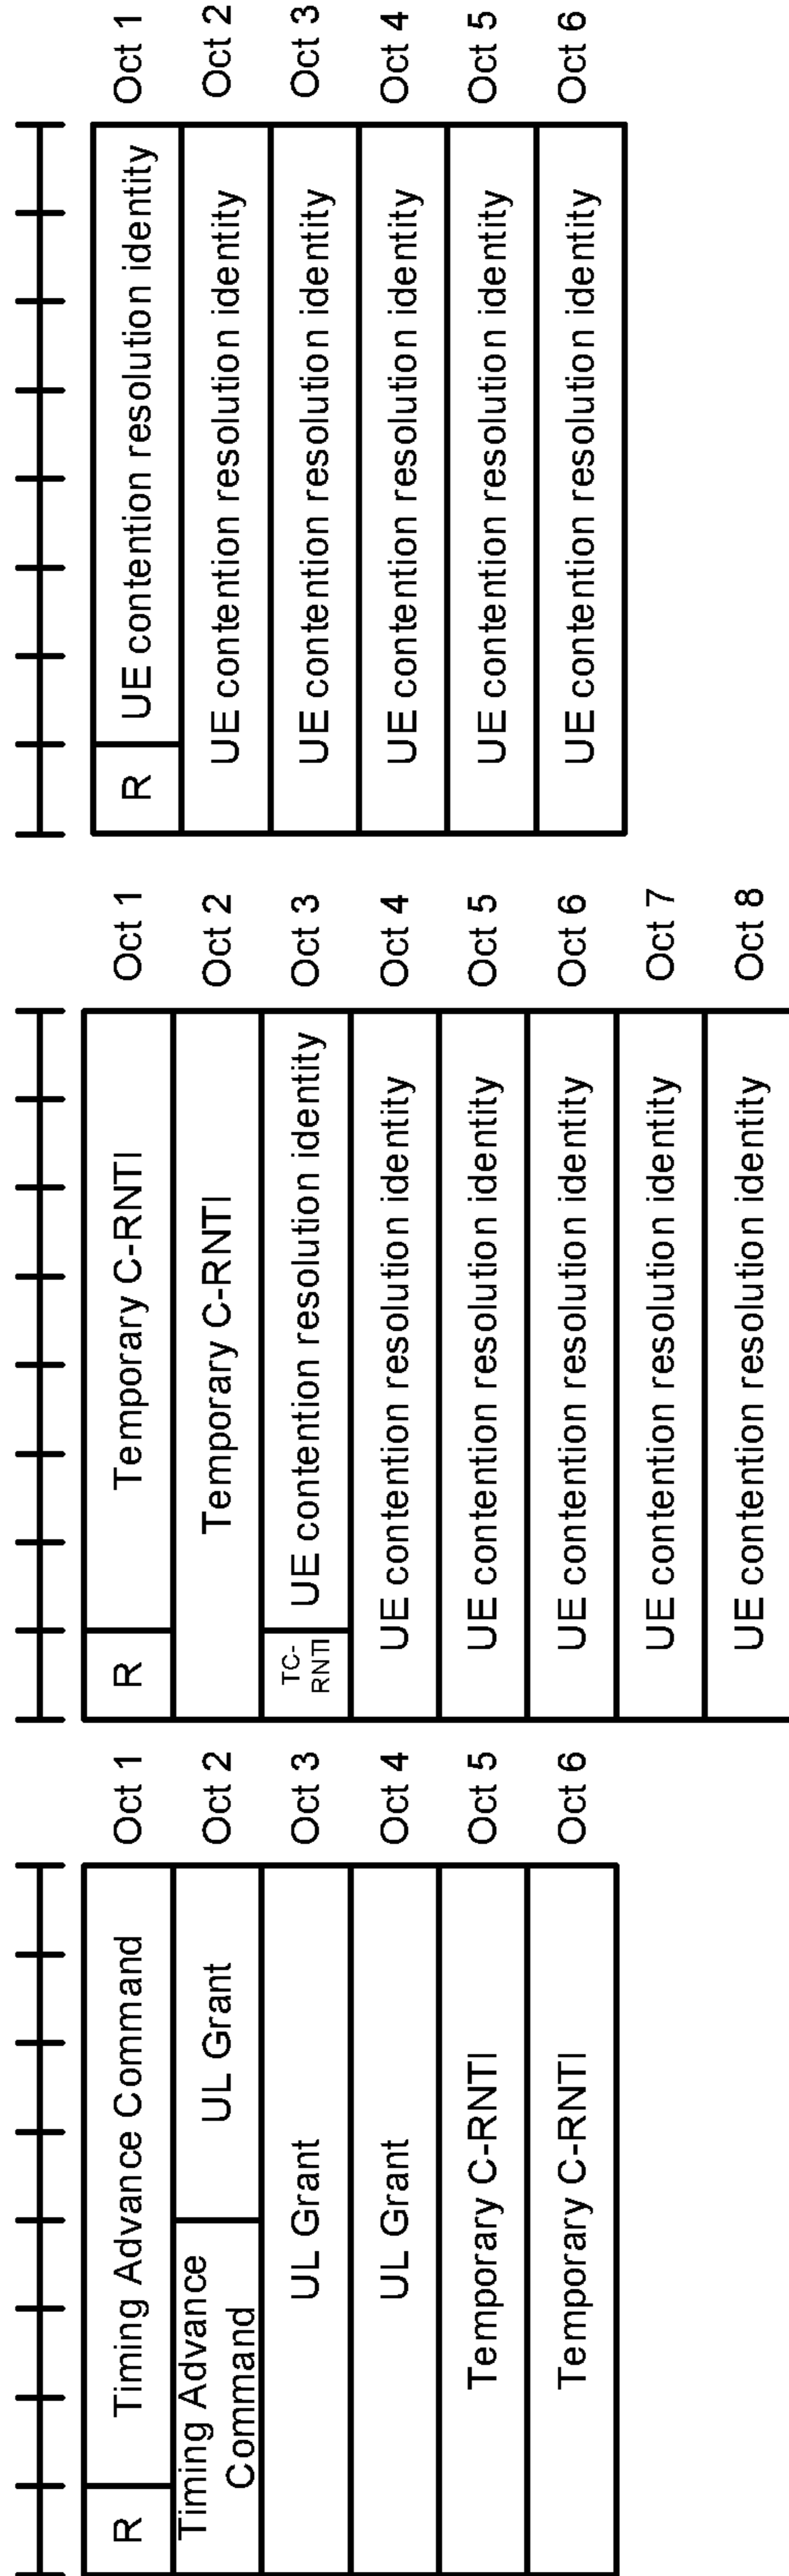 R
Timing Advance Command
Oct 1
Timing Advance
Command
UL Grant
Oct 2
UL Grant
Oct 3
UL Grant
Oct 4
Temporary C-RNTI
Oct 5
Temporary C-RNTI
Oct 6
R
Temporary C-RNTI
Oct 1
Temporary C-RNTI
Oct 2
TC-
RNTI
UE contention resolution identity
Oct 3
UE contention resolution identity
Oct 4
UE contention resolution identity
Oct 5
UE contention resolution identity
Oct 6
UE contention resolution identity
Oct 7
UE contention resolution identity
Oct 8
R
UE contention resolution identity
Oct 1
UE contention resolution identity
Oct 2
UE contention resolution identity
Oct 3
UE contention resolution identity
Oct 4
UE contention resolution identity
Oct 5
UE contention resolution identity
Oct 6